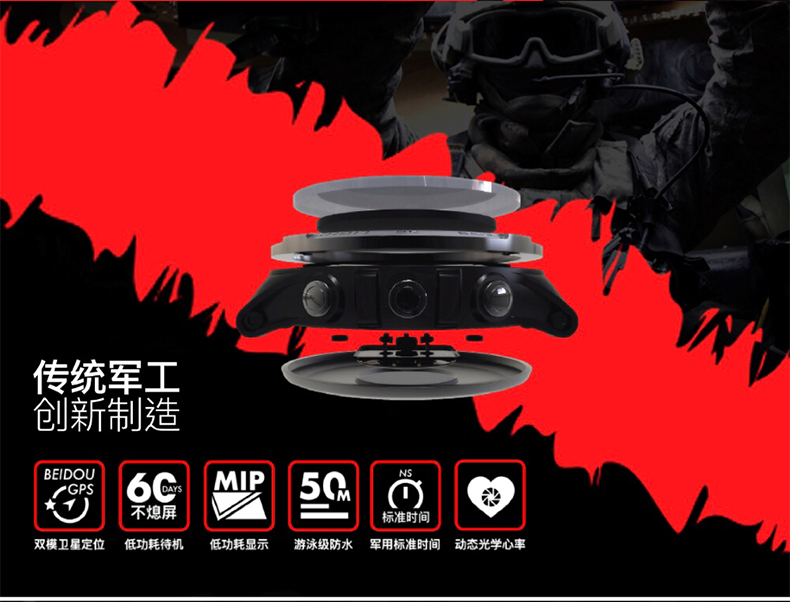 传统军工
创新制造
BEIDOU
GPS
双模卫星定位
60 DAYS
不熄屏
低功耗待机
MIP
低功耗显示
50M
游泳级防水
NS
标准时间
军用标准时间
动态光学心率